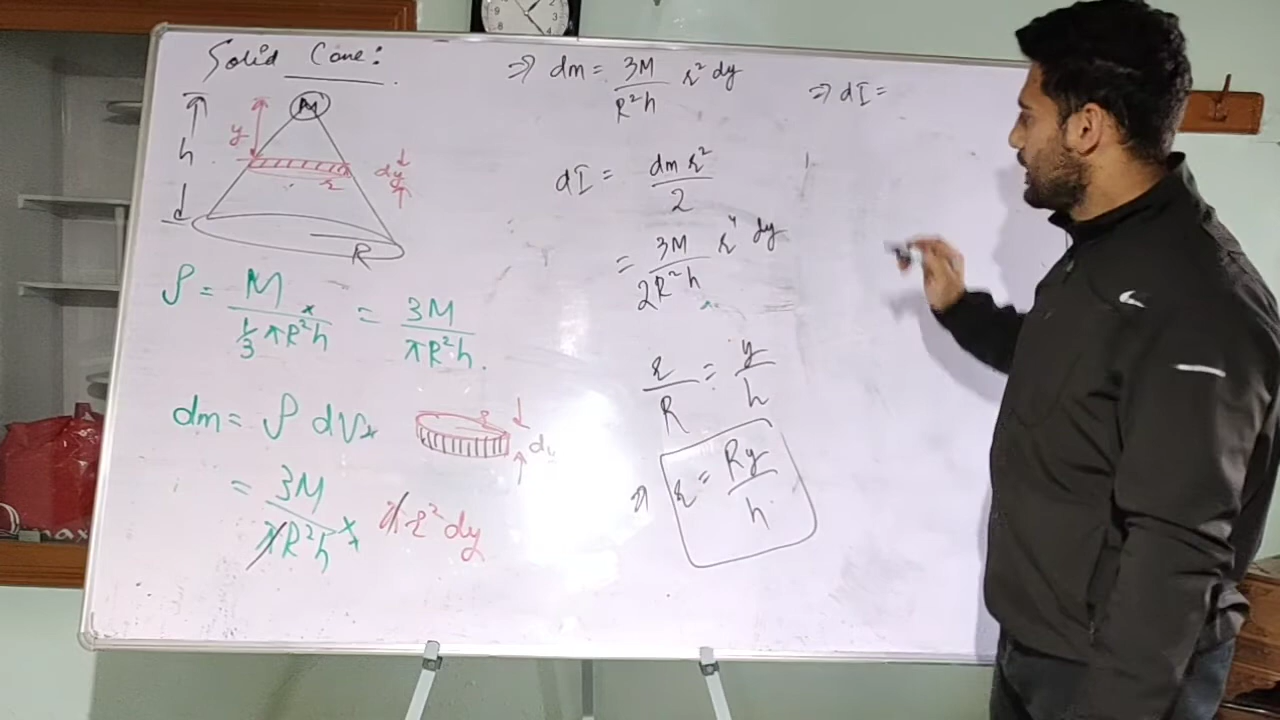 Solid Cone:
M
y
h
dy
r
R
ρ = M / (1/3 πR²h) = 3M / πR²h
dm = ρ dV
r
dy
= 3M / πR²h × πr²dy
⇒ dm = 3M / R²h r² dy
dI = dm r² / 2
= 3M / 2R²h r⁴ dy
r / R = y / h
⇒ r = Ry / h
⇒ dI =